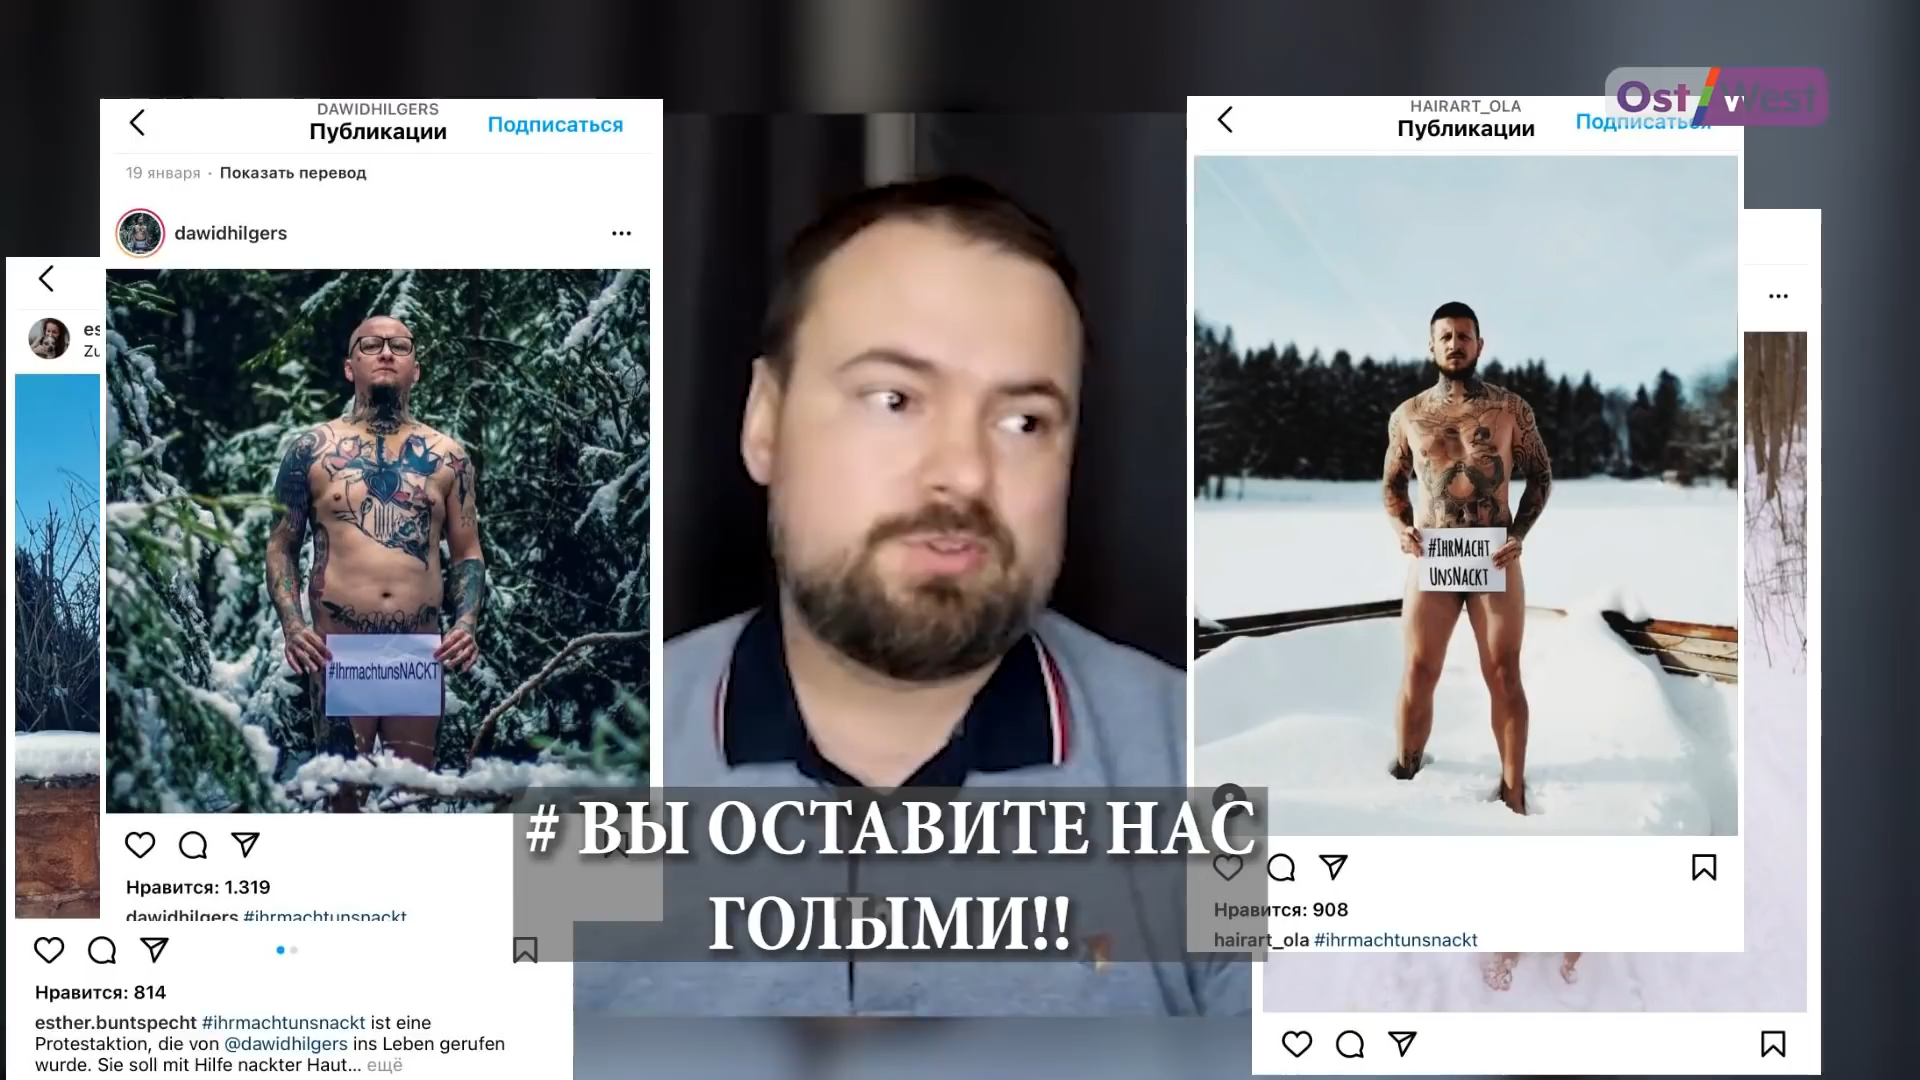 Ost West
DAWIDHILGERS
Публикации
Подписаться
19 января · Показать перевод
dawidhilgers
#IhrmachtunsNACKT
Нравится: 1.319
dawidhilgers #ihrmachtunsnackt
Нравится: 814
esther.buntspecht #ihrmachtunsnackt ist eine
Protestaktion, die von @dawidhilgers ins Leben gerufen
wurde. Sie soll mit Hilfe nackter Haut... ещё
# ВЫ ОСТАВИТЕ НАС
ГОЛЫМИ!!
HAIRART_OLA
Публикации
Подписаться
#IHRMACHT
UNSNACKT
Нравится: 908
hairart_ola #ihrmachtunsnackt